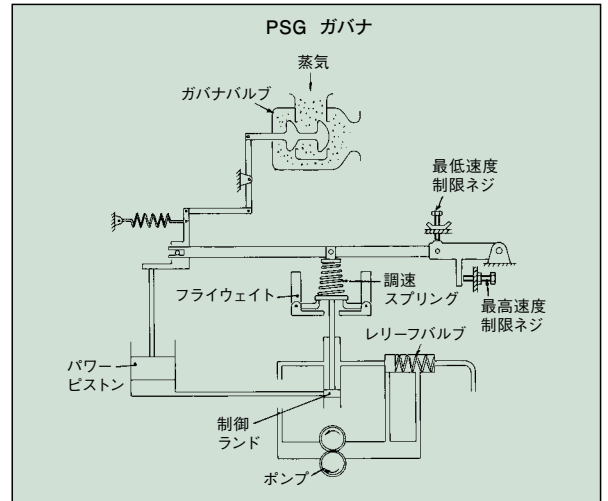 PSG ガバナ
蒸気
ガバナバルブ
最低速度
制限ネジ
調速
スプリング
フライウェイト
最高速度
制限ネジ
レリーフバルブ
パワー
ピストン
制御
ランド
ポンプ